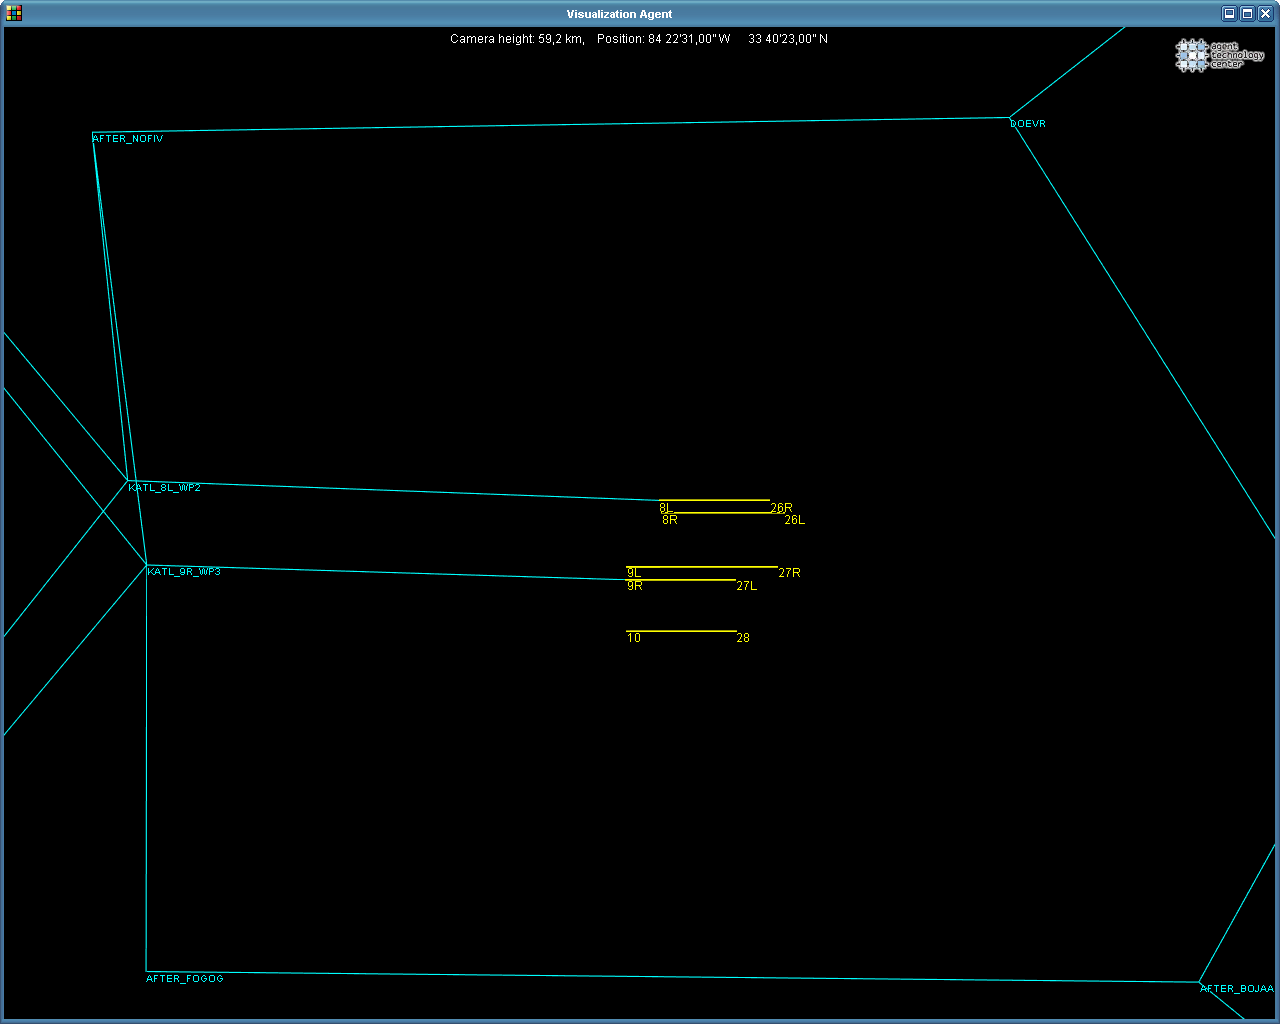 Visualization Agent
Camera height: 59,2 km, Position: 84 22'31,00" W 33 40'23,00" N
agent
technology
center
DOEVR
AFTER_NOFIV
KATL_8L_WP2
8L 26R
8R 26L
KATL_9R_WP3
9L 27R
9R 27L
10 28
AFTER_FOGOG
AFTER_BOJAA